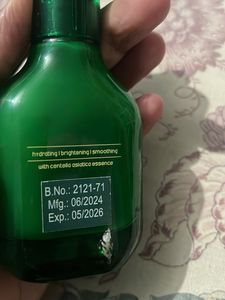 hydrating | brightening | smoothing
with centella asiatica essence
B.No.: 2121-71
Mfg.: 06/2024
Exp.: 05/2026